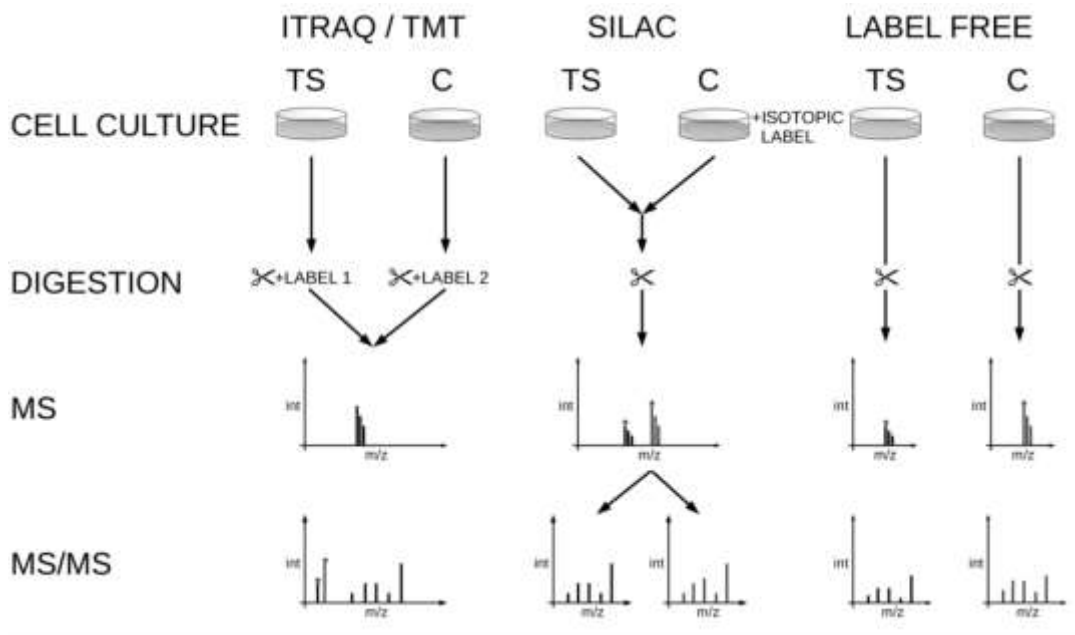 ITRAQ / TMT SILAC LABEL FREE
TS C TS C TS C
CELL CULTURE +ISOTOPIC LABEL
DIGESTION +LABEL 1 +LABEL 2
MS int m/z int m/z int m/z int m/z
MS/MS int m/z int m/z int m/z int m/z int m/z